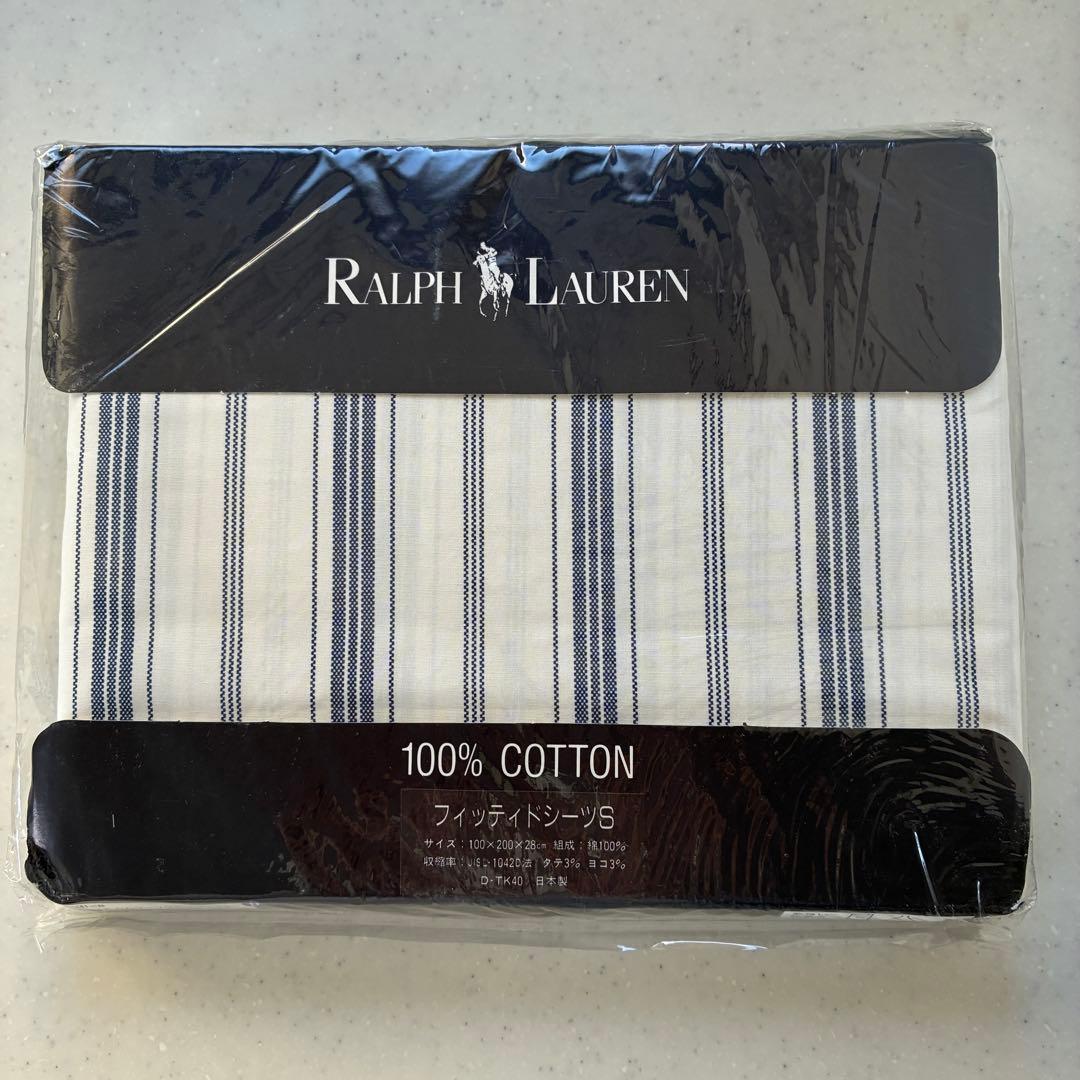 RALPH LAUREN
100% COTTON
フィッティドシーツS
サイズ：100×200×28cm 組成：綿100%
収縮率：JISL-1042D法 タテ3% ヨコ3%
D-TK40 日本製